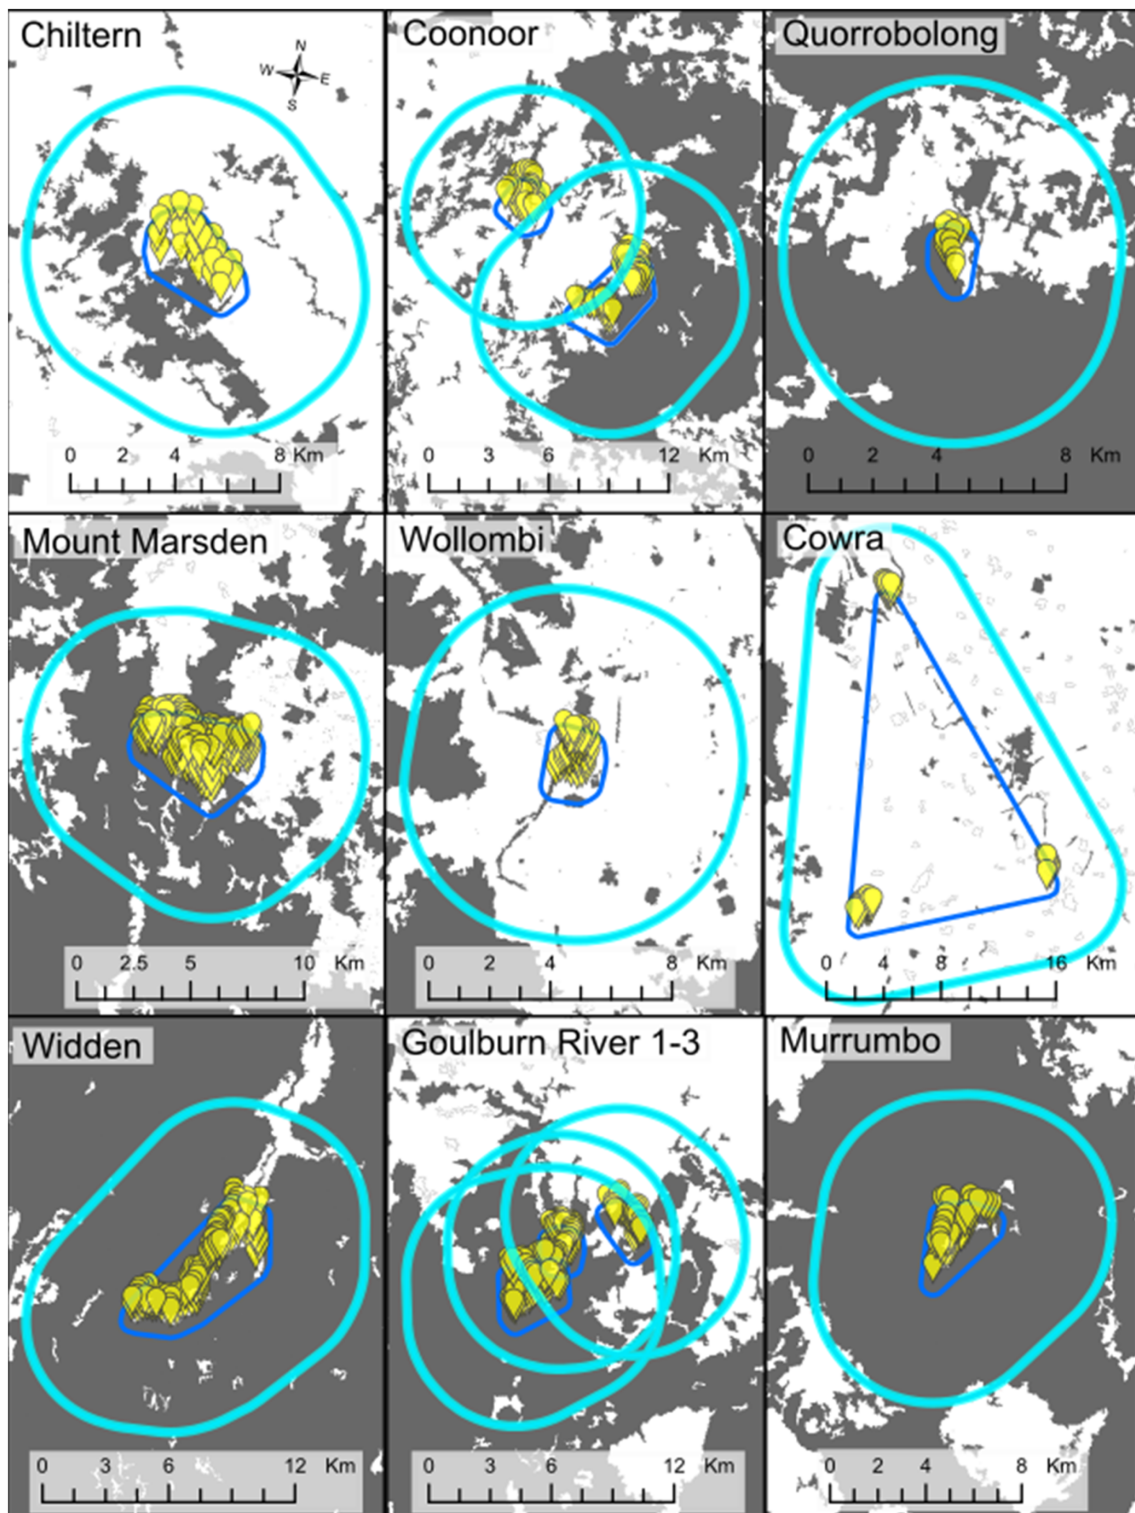 Chiltern
N
W E
S
0 2 4 8 Km
Coonoor
0 3 6 12 Km
Quorrobolong
0 2 4 8 Km
Mount Marsden
0 2.5 5 10 Km
Wollombi
0 2 4 8 Km
Cowra
0 4 8 16 Km
Widden
0 3 6 12 Km
Goulburn River 1-3
0 3 6 12 Km
Murrumbo
0 2 4 8 Km